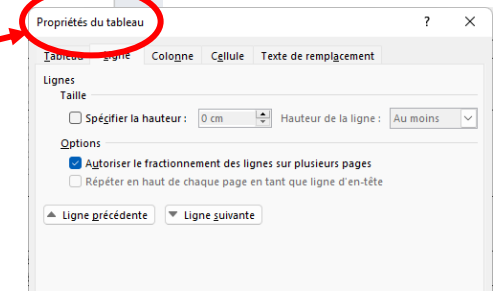 Propriétés du tableau ? ×
Tableau Ligne Colonne Cellule Texte de remplacement
Lignes
Taille
Spécifier la hauteur : 0 cm Hauteur de la ligne : Au moins
Options
Autoriser le fractionnement des lignes sur plusieurs pages
Répéter en haut de chaque page en tant que ligne d'en-tête
Ligne précédente Ligne suivante